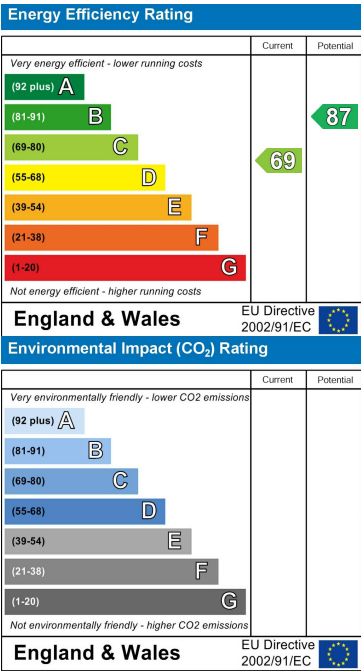 Energy Efficiency Rating
Current Potential
Very energy efficient - lower running costs
(92 plus) A
(81-91) B
87
(69-80) C
69
(55-68) D
(39-54) E
(21-38) F
(1-20) G
Not energy efficient - higher running costs
England & Wales
EU Directive
2002/91/EC
Environmental Impact (CO₂) Rating
Current Potential
Very environmentally friendly - lower CO2 emissions
(92 plus) A
(81-91) B
(69-80) C
(55-68) D
(39-54) E
(21-38) F
(1-20) G
Not environmentally friendly - higher CO2 emissions
England & Wales
EU Directive
2002/91/EC